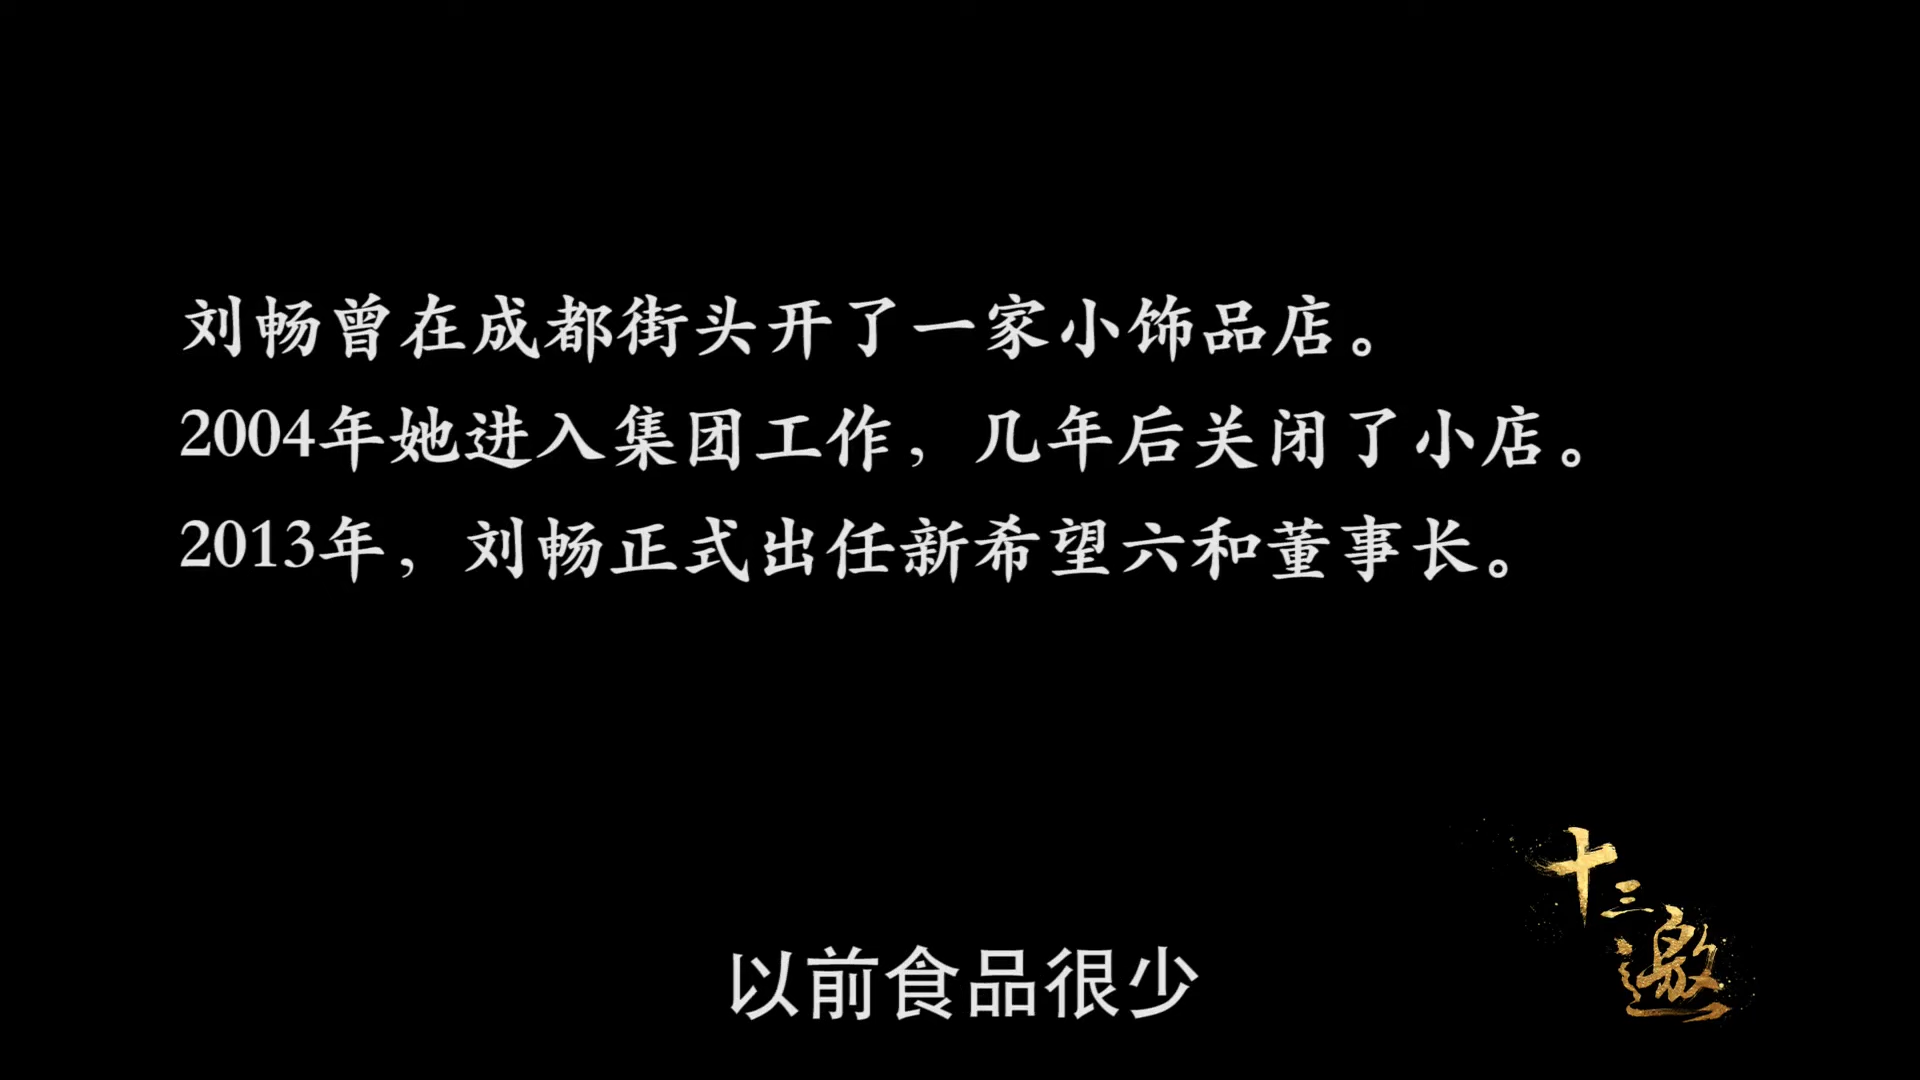 刘畅曾在成都街头开了一家小饰品店。
2004年她进入集团工作，几年后关闭了小店。
2013年，刘畅正式出任新希望六和董事长。
十三邀
以前食品很少